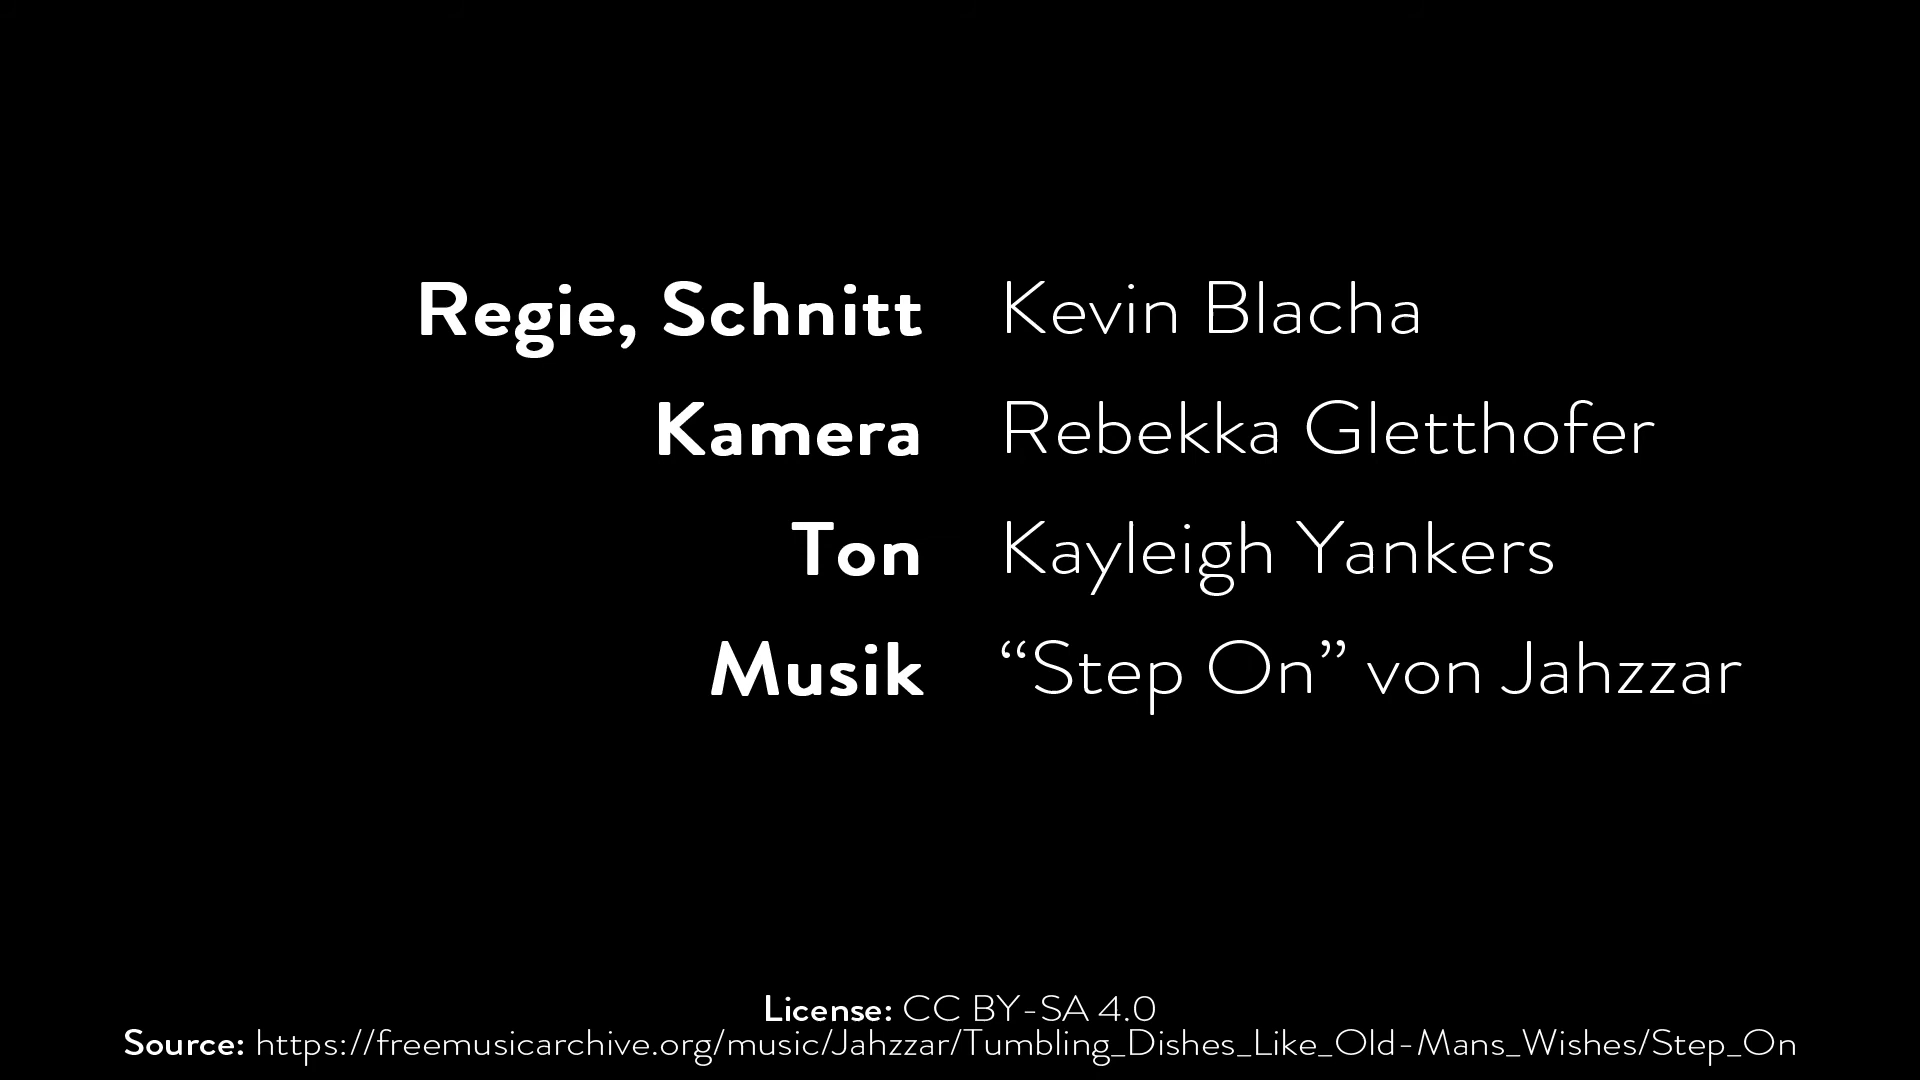 Regie, Schnitt Kevin Blacha
Kamera Rebekka Gletthofer
Ton Kayleigh Yankers
Musik “Step On” von Jahzzar
License: CC BY-SA 4.0
Source: https://freemusicarchive.org/music/Jahzzar/Tumbling_Dishes_Like_Old-Mans_Wishes/Step_On